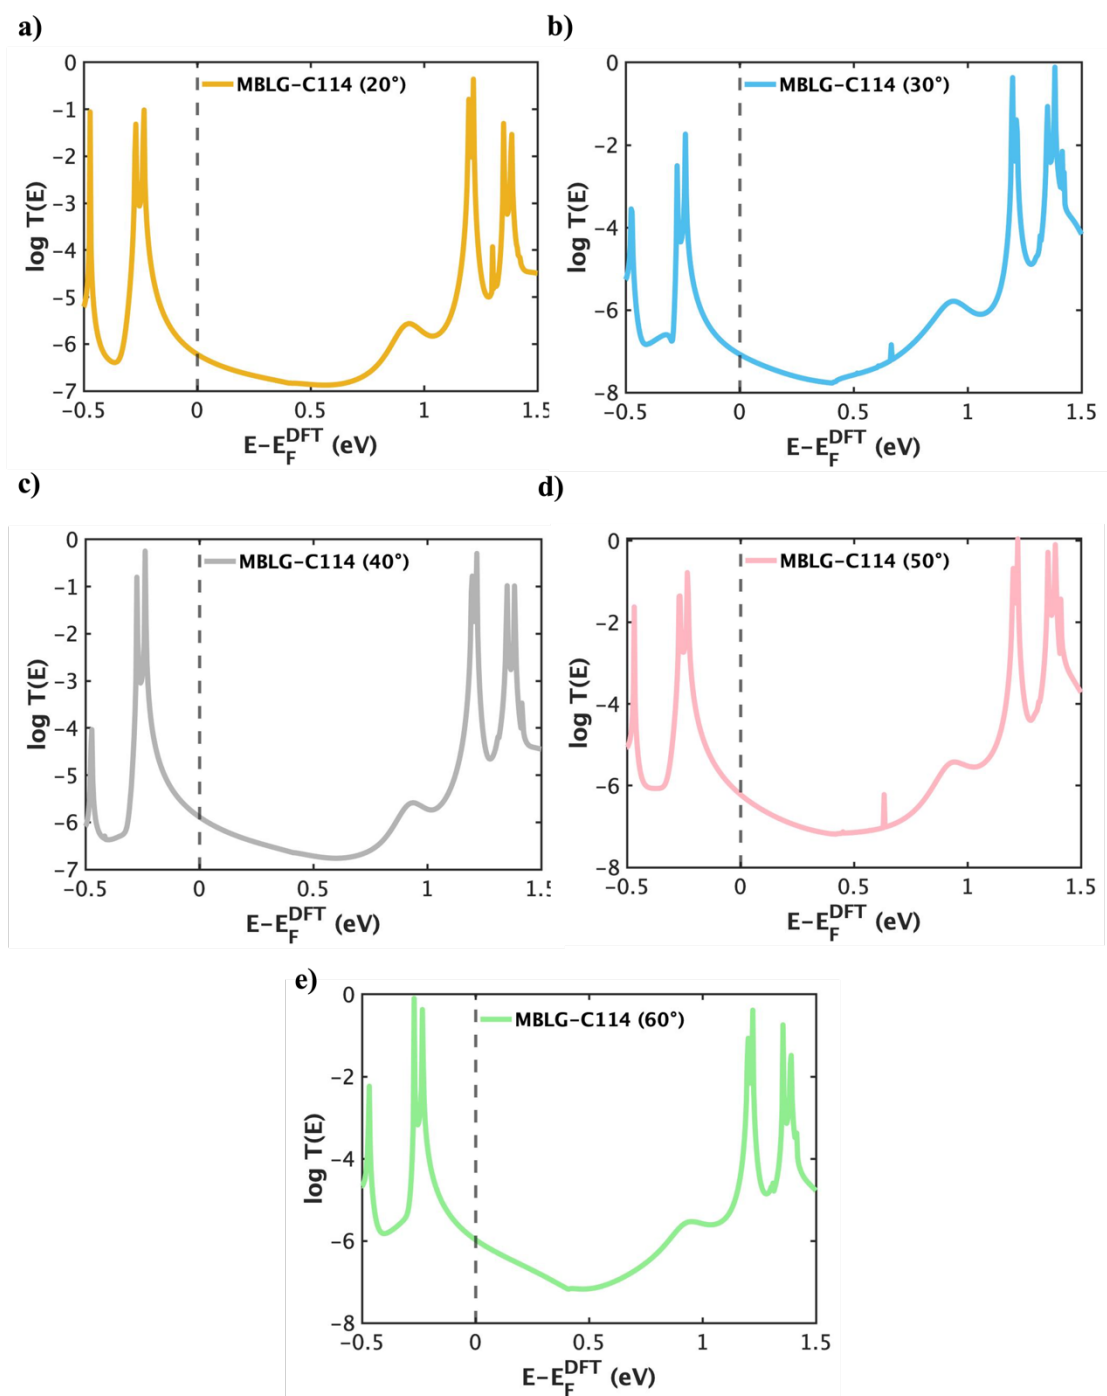 a)
MBLG-C114 (20°)
log T(E)
0
-1
-2
-3
-4
-5
-6
-7
-0.5 0 0.5 1 1.5
E-E_F^DFT (eV)
b)
MBLG-C114 (30°)
log T(E)
0
-2
-4
-6
-8
-0.5 0 0.5 1 1.5
E-E_F^DFT (eV)
c)
MBLG-C114 (40°)
log T(E)
0
-1
-2
-3
-4
-5
-6
-7
-0.5 0 0.5 1 1.5
E-E_F^DFT (eV)
d)
MBLG-C114 (50°)
log T(E)
0
-2
-4
-6
-8
-0.5 0 0.5 1 1.5
E-E_F^DFT (eV)
e)
MBLG-C114 (60°)
log T(E)
0
-2
-4
-6
-8
-0.5 0 0.5 1 1.5
E-E_F^DFT (eV)